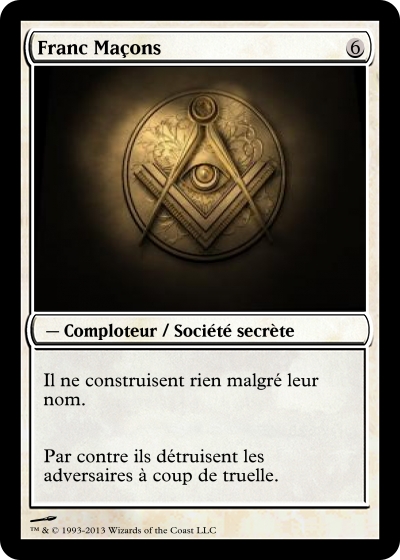 Franc Maçons 6
— Comploteur / Société secrète
Il ne construisent rien malgré leur
nom.
Par contre ils détruisent les
adversaires à coup de truelle.
™ & © 1993-2013 Wizards of the Coast LLC